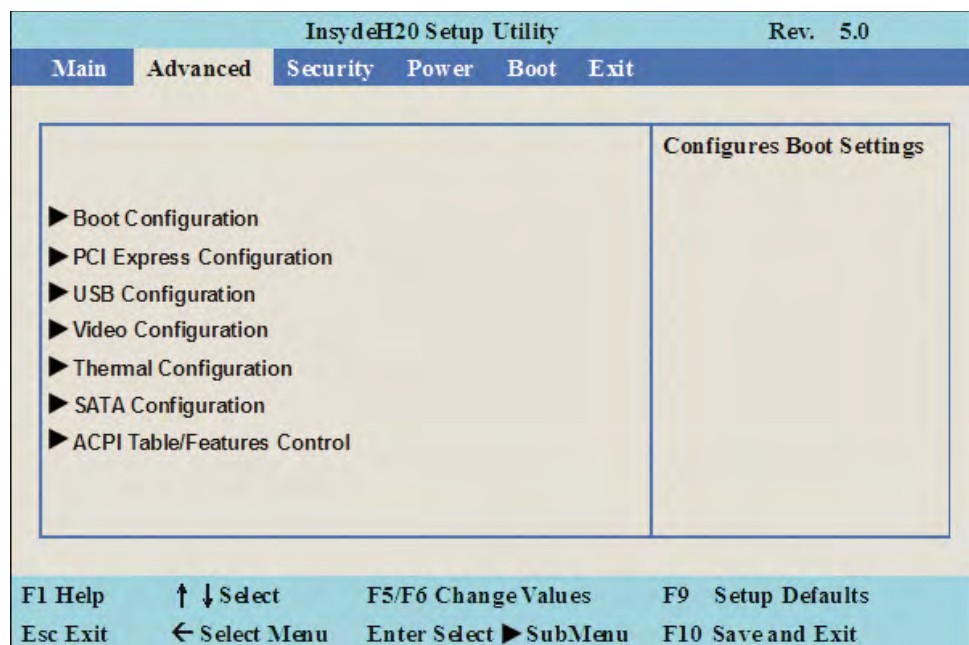 InsydeH20 Setup Utility Rev. 5.0
Main Advanced Security Power Boot Exit
Configures Boot Settings
▶ Boot Configuration
▶ PCI Express Configuration
▶ USB Configuration
▶ Video Configuration
▶ Thermal Configuration
▶ SATA Configuration
▶ ACPI Table/Features Control
F1 Help ↑ ↓ Select F5/F6 Change Values F9 Setup Defaults
Esc Exit ← Select Menu Enter Select ▶ SubMenu F10 Save and Exit